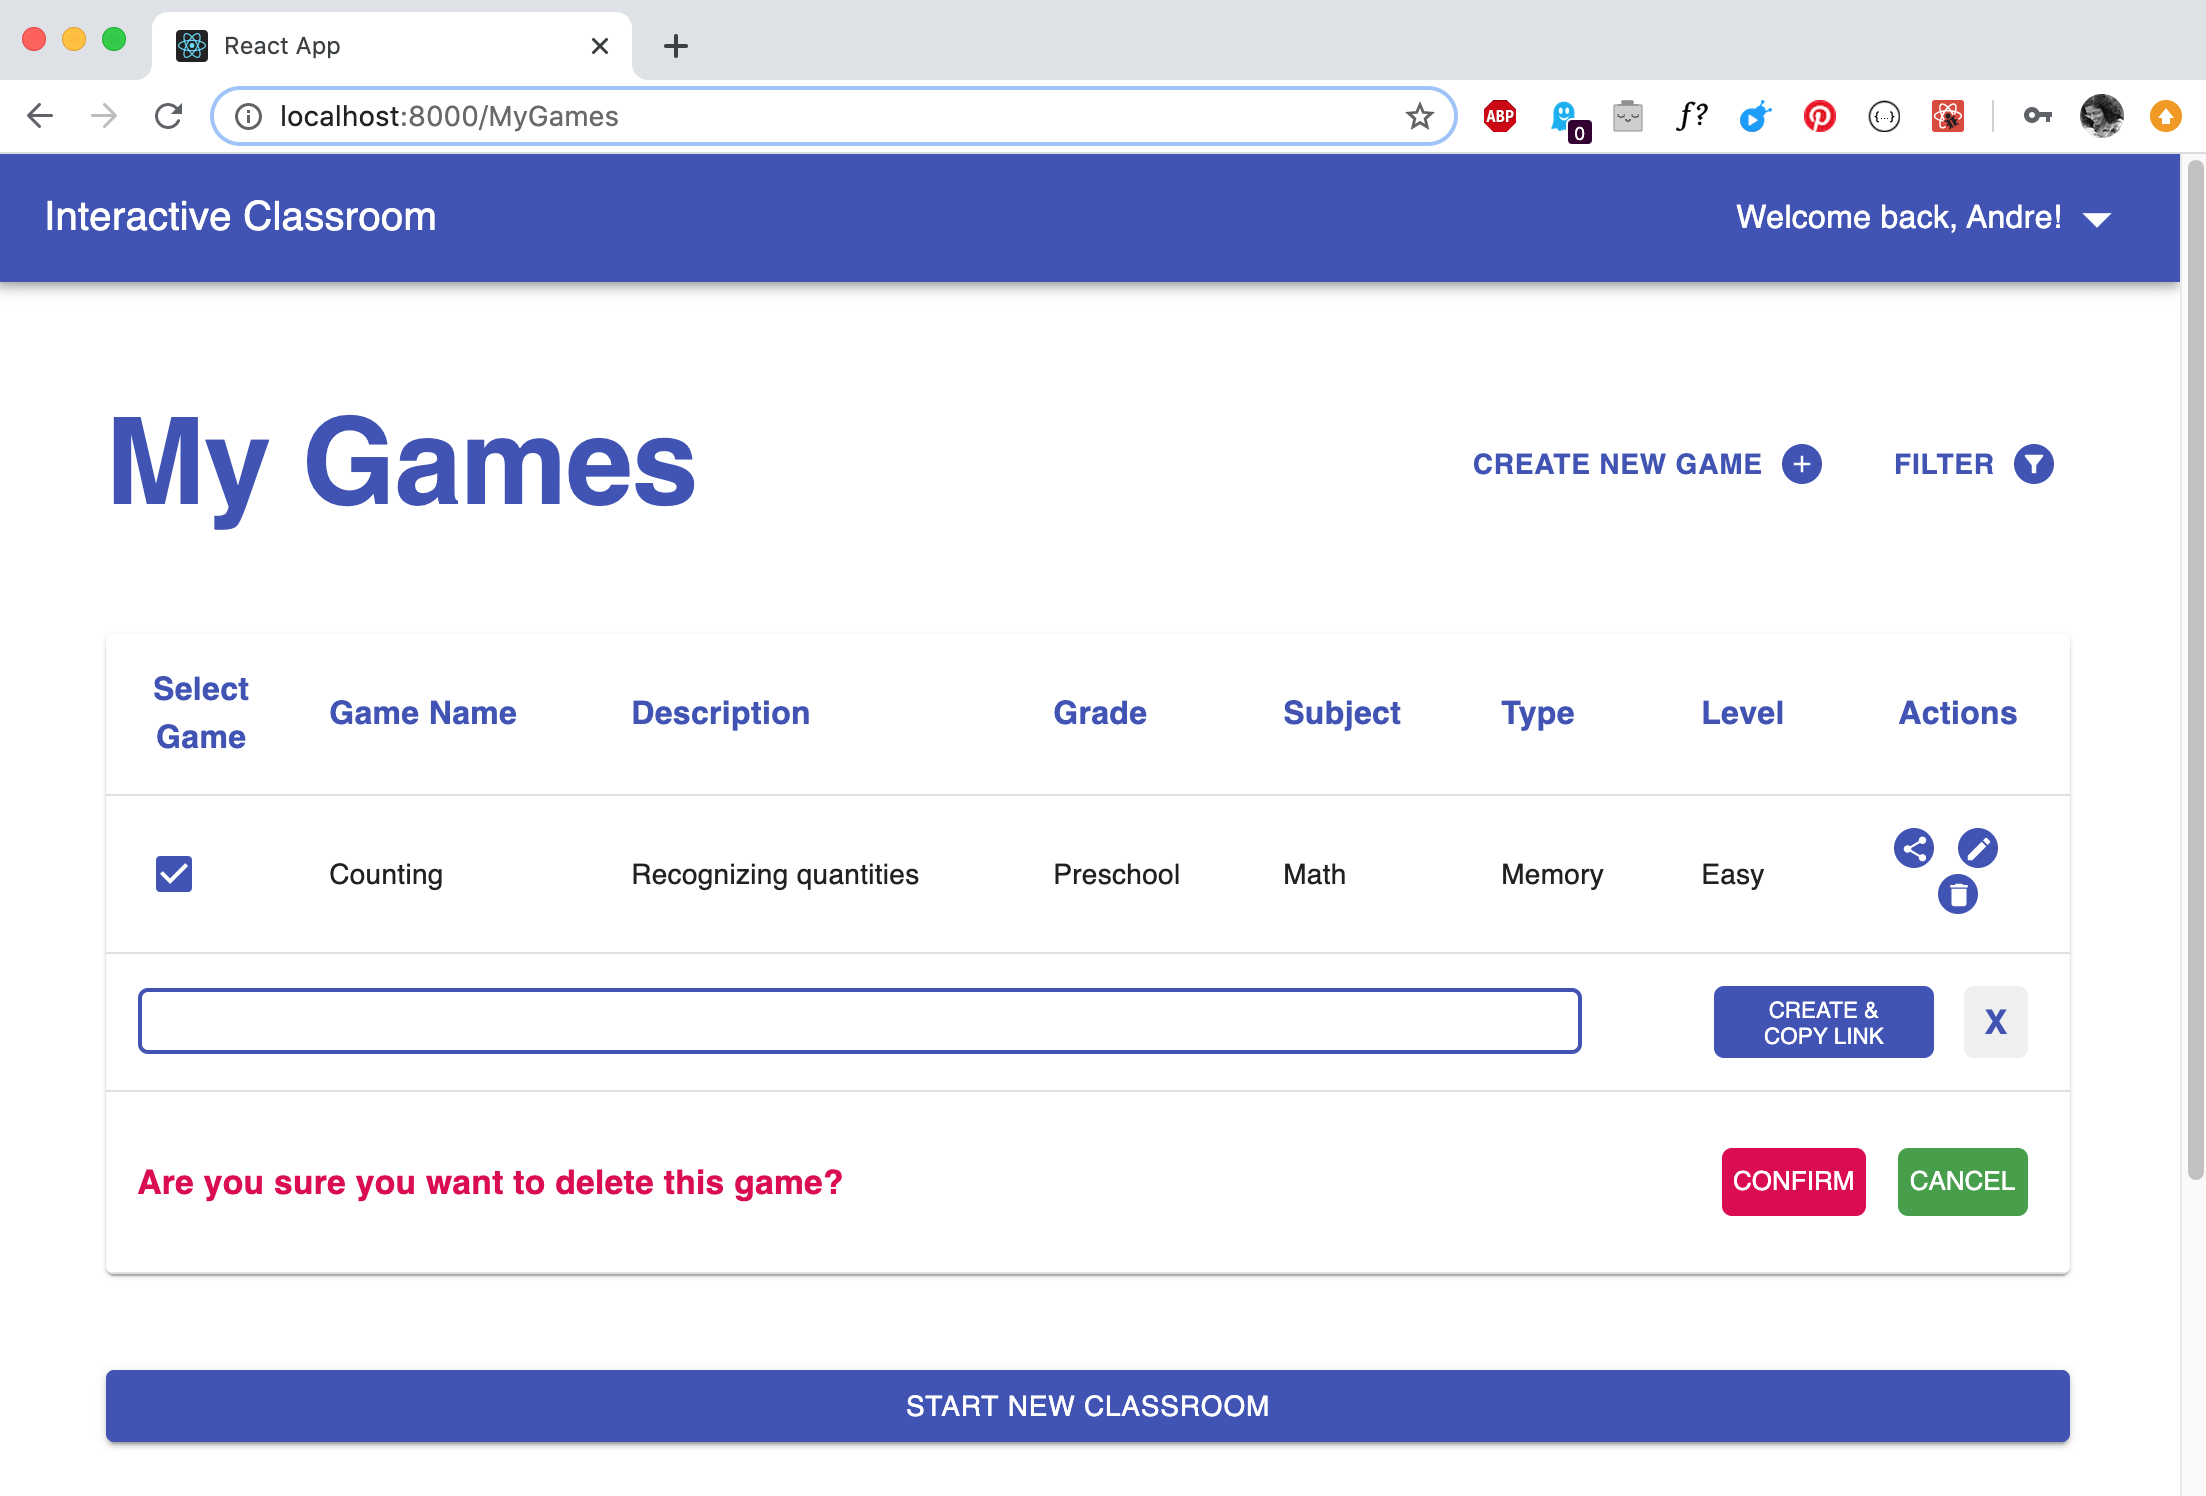 React App
localhost:8000/MyGames
ABP
0
f?
{...}
Interactive Classroom
Welcome back, Andre!
My Games
CREATE NEW GAME
FILTER
Select Game
Game Name
Description
Grade
Subject
Type
Level
Actions
Counting
Recognizing quantities
Preschool
Math
Memory
Easy
CREATE &
COPY LINK
X
Are you sure you want to delete this game?
CONFIRM
CANCEL
START NEW CLASSROOM